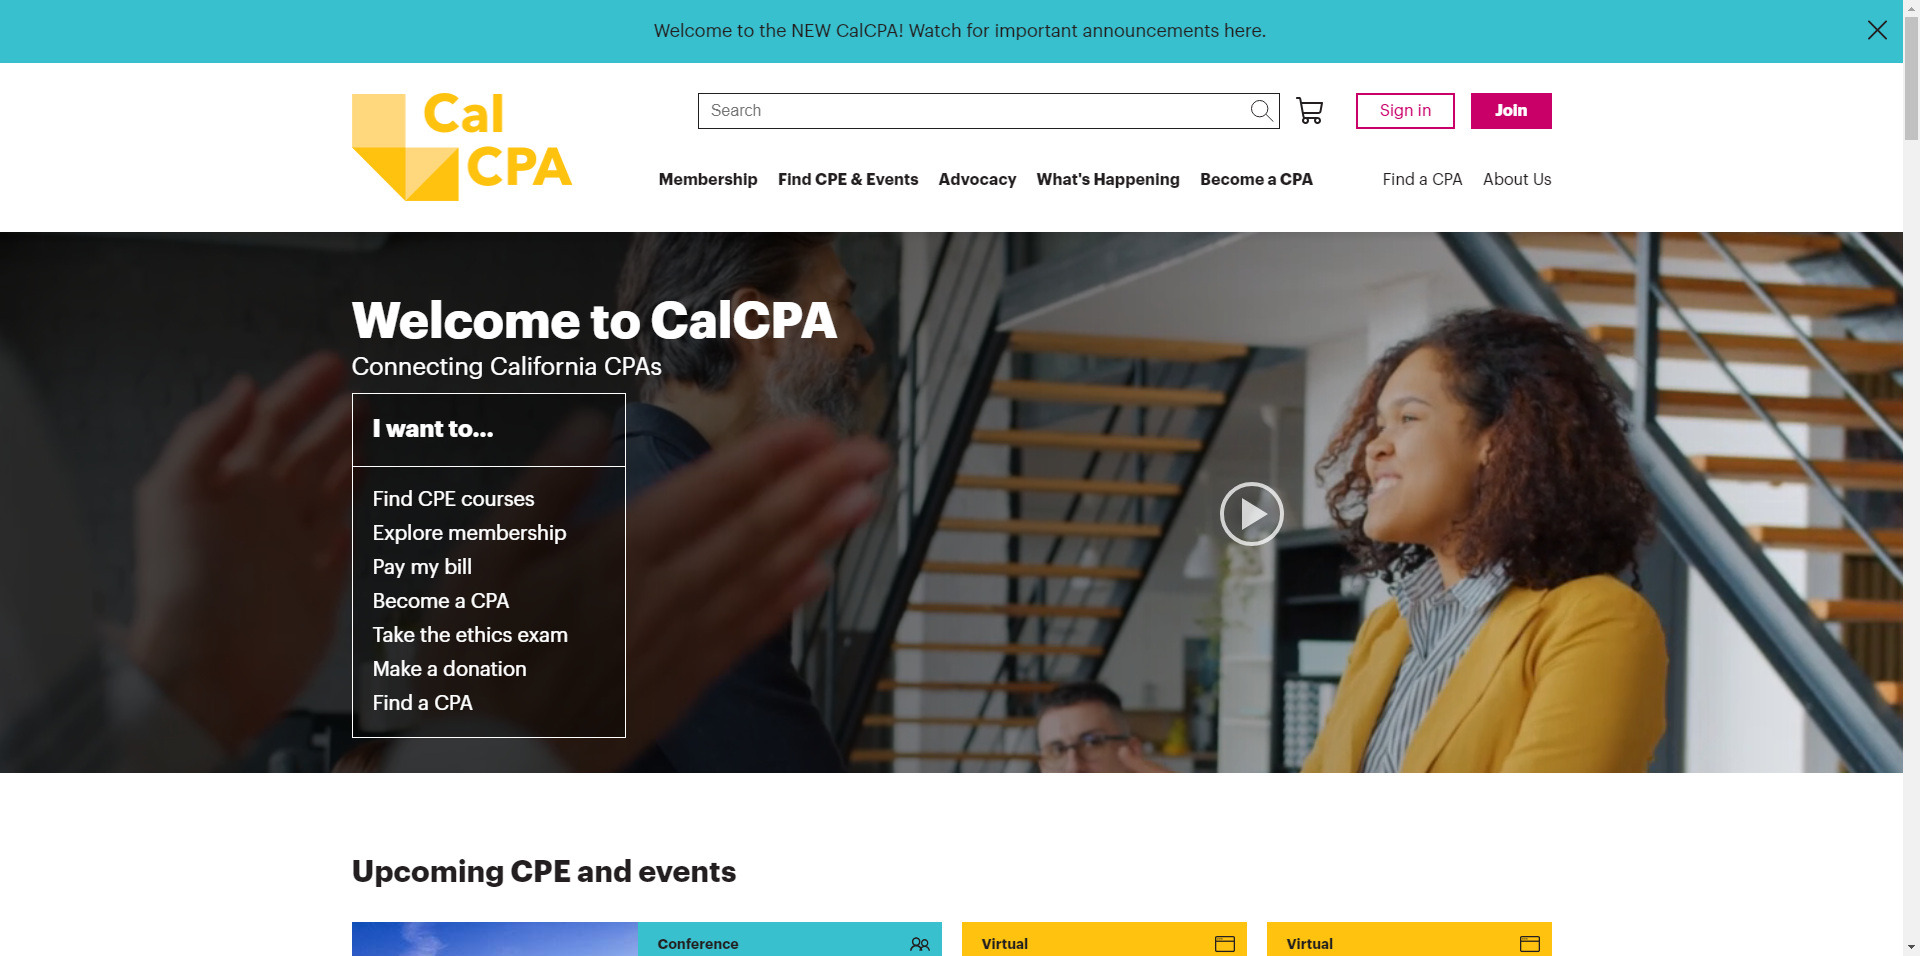 Welcome to the NEW CalCPA! Watch for important announcements here.
Cal
CPA
Search
Sign in
Join
Membership
Find CPE & Events
Advocacy
What's Happening
Become a CPA
Find a CPA
About Us
Welcome to CalCPA
Connecting California CPAs
I want to...
Find CPE courses
Explore membership
Pay my bill
Become a CPA
Take the ethics exam
Make a donation
Find a CPA
Upcoming CPE and events
Conference
Virtual
Virtual